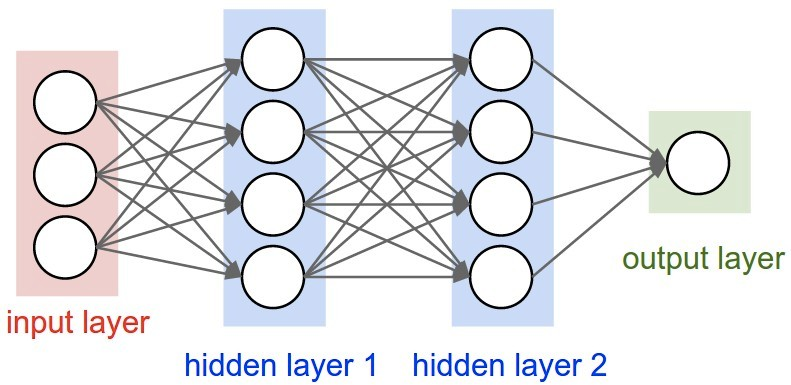 input layer
hidden layer 1
hidden layer 2
output layer